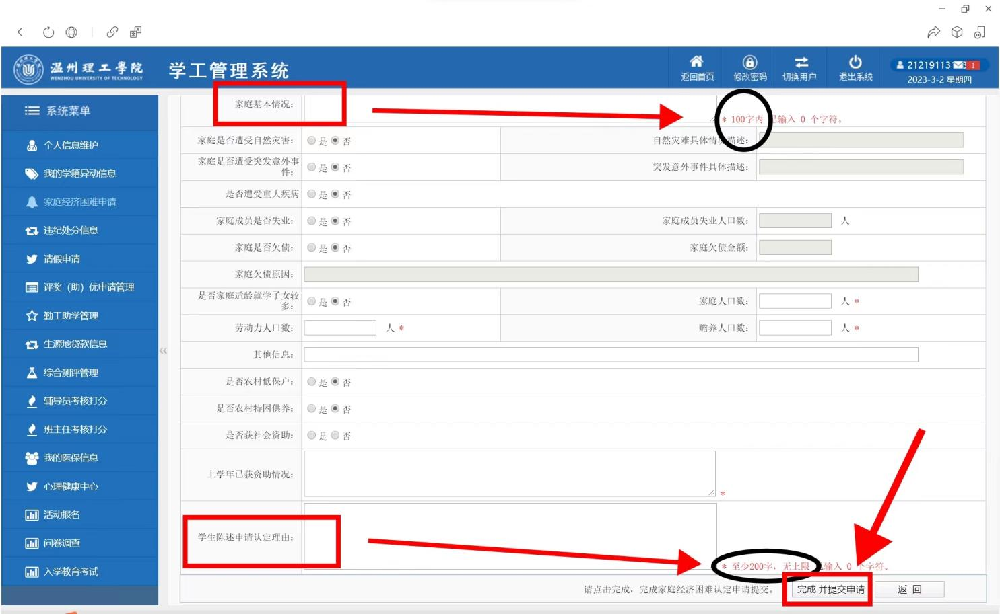 温州理工學院
WENZHOU UNIVERSITY OF TECHNOLOGY
学工管理系统
返回首页
修改密码
切换用户
退出系统
1
2023-3-2 星期四
系统菜单
个人信息维护
我的学籍异动信息
家庭经济困难申请
违纪处分信息
请假申请
评奖（助）优申请管理
勤工助学管理
生源地贷款信息
综合测评管理
辅导员考核打分
班主任考核打分
我的医保信息
心理健康中心
活动报名
问卷调查
入学教育考试
家庭基本情况：
* 100字内 已输入 0 个字符。
家庭是否遭受自然灾害： 是 否 自然灾难具体情况描述：
家庭是否遭受突发意外事
件： 是 否 突发意外事件具体描述：
是否遭受重大疾病 是 否
家庭成员是否失业： 是 否 家庭成员失业人口数： 人
家庭是否欠债： 是 否 家庭欠债金额：
家庭欠债原因：
是否家庭适龄就学子女较
多： 是 否 家庭人口数： 人 *
劳动力人口数： 人 * 赡养人口数： 人 *
其他信息：
是否农村低保户： 是 否
是否农村特困供养： 是 否
是否获社会资助： 是 否
上学年已获资助情况：
*
学生陈述申请认定理由：
* 至少200字，无上限 已输入 0 个字符。
请点击完成，完成家庭经济困难认定申请提交。 完成 并提交申请 返 回